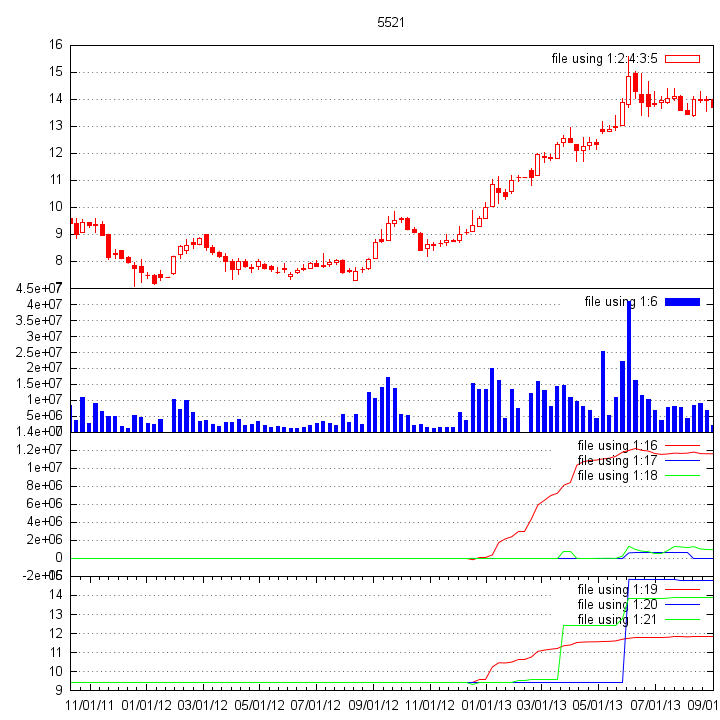 5521
16
file using 1:2:4:3:5
15
14
13
12
11
10
9
8
7
4.5e+07
file using 1:6
4e+07
3.5e+07
3e+07
2.5e+07
2e+07
1.5e+07
1e+07
5e+06
0
1.4e+07
file using 1:16
1.2e+07
file using 1:17
1e+07
file using 1:18
8e+06
6e+06
4e+06
2e+06
0
-2e+06
15
file using 1:19
14
file using 1:20
13
file using 1:21
12
11
10
9
11/01/11 01/01/12 03/01/12 05/01/12 07/01/12 09/01/12 11/01/12 01/01/13 03/01/13 05/01/13 07/01/13 09/01